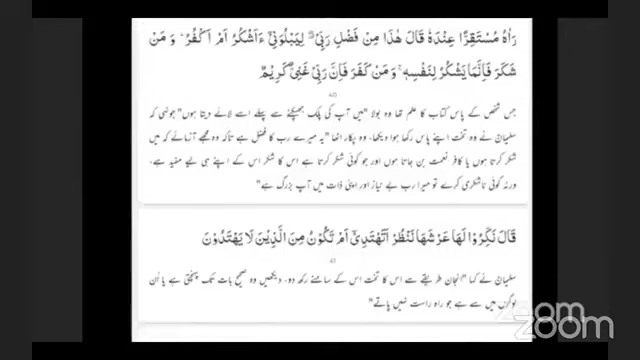 رَاٰهُ مُسْتَقِرًّا عِنْدَهٗ قَالَ هٰذَا مِنْ فَضْلِ رَبِّیْ ۖ۫ لِیَبْلُوَنِیْۤ ءَاَشْكُرُ اَمْ اَكْفُرُ ؕ وَ مَنْ
شَكَرَ فَاِنَّمَا یَشْكُرُ لِنَفْسِهٖ ۚ وَ مَنْ كَفَرَ فَاِنَّ رَبِّیْ غَنِیٌّ كَرِیْمٌ
جس شخص کے پاس کتاب کا علم تھا وہ بولا "میں آپ کی پلک جھپکنے سے پہلے اسے لائے دیتا ہوں" جونہی کہ
سلیمانؑ نے وہ تخت اپنے پاس رکھا ہوا دیکھا، وہ پکار اٹھا "یہ میرے رب کا فضل ہے تاکہ وہ مجھے آزمائے کہ میں
شکر کرتا ہوں یا کافر نعمت بن جاتا ہوں اور جو کوئی شکر کرتا ہے اس کا شکر اس کے اپنے ہی لیے مفید ہے،
ورنہ کوئی ناشکری کرے تو میرا رب بے نیاز اور اپنی ذات میں آپ بزرگ ہے"
قَالَ نَكِّرُوْا لَهَا عَرْشَهَا نَنْظُرْ اَتَهْتَدِیْۤ اَمْ تَكُوْنُ مِنَ الَّذِیْنَ لَا یَهْتَدُوْنَ
سلیمانؑ نے کہا "انجان طریقے سے اس کا تخت اس کے سامنے رکھ دو، دیکھیں وہ صحیح بات تک پہنچتی ہے یا اُن
لوگوں میں سے ہے جو راہ راست نہیں پاتے"
zoom
zoom